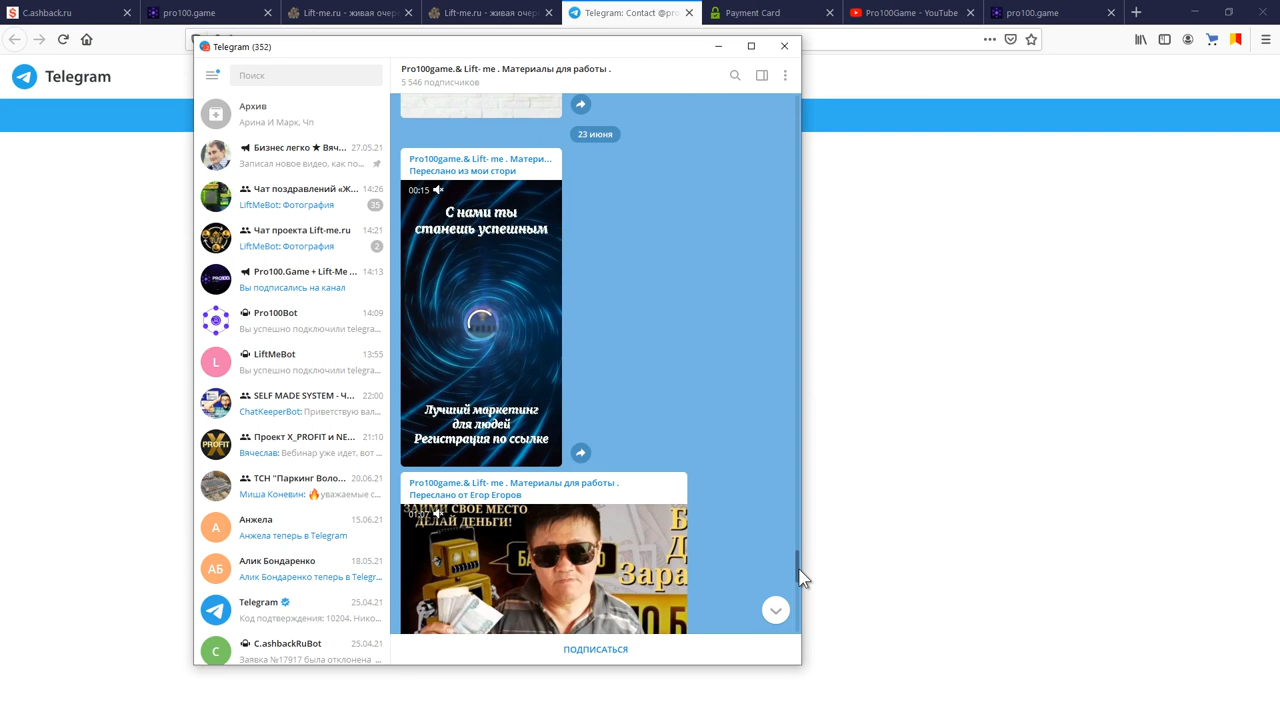 C.ashback.ru
pro100.game
Lift-me.ru - живая очер
Lift-me.ru - живая очер
Telegram: Contact @pro
Payment Card
Pro100Game - YouTube
pro100.game
Telegram
Telegram (352)
Поиск
Pro100game.& Lift- me . Материалы для работы .
5 546 подписчиков
Архив
Арина И Марк, Чп
Бизнес легко ★ Вяч... 27.05.21
Записал новое видео, как по...
Чат поздравлений «Ж... 14:26
LiftMeBot: Фотография 35
Чат проекта Lift-me.ru 14:21
LiftMeBot: Фотография 2
Pro100.Game + Lift-Me ... 14:13
Вы подписались на канал
Pro100Bot 14:09
Вы успешно подключили telegra...
L
LiftMeBot 13:55
Вы успешно подключили telegra...
SELF MADE SYSTEM - Ч... 22:00
ChatKeeperBot: Приветствую вал...
PROFIT
Проект X_PROFIT и NE... 21:10
Вячеслав: Вебинар уже идет, вот ...
ТСН "Паркинг Воло... 20.06.21
Миша Коневин: 🔥уважаемые с...
А
Анжела 15.06.21
Анжела теперь в Telegram
АБ
Алик Бондаренко 18.05.21
Алик Бондаренко теперь в Telegr...
Telegram 25.04.21
Код подтверждения: 10204. Нико...
C
C.ashbackRuBot 25.04.21
Заявка №17917 была отклонена ...
23 июня
Pro100game.& Lift- me . Матери...
Переслано из мои стори
00:15
С нами ты
станешь успешным
Лучший маркетинг
для людей
Регистрация по ссылке
Pro100game.& Lift- me . Материалы для работы .
Переслано от Егор Егоров
01:07
ЗАЙМИ СВОЕ МЕСТО
ДЕЛАЙ ДЕНЬГИ!
Зара
ПОДПИСАТЬСЯ